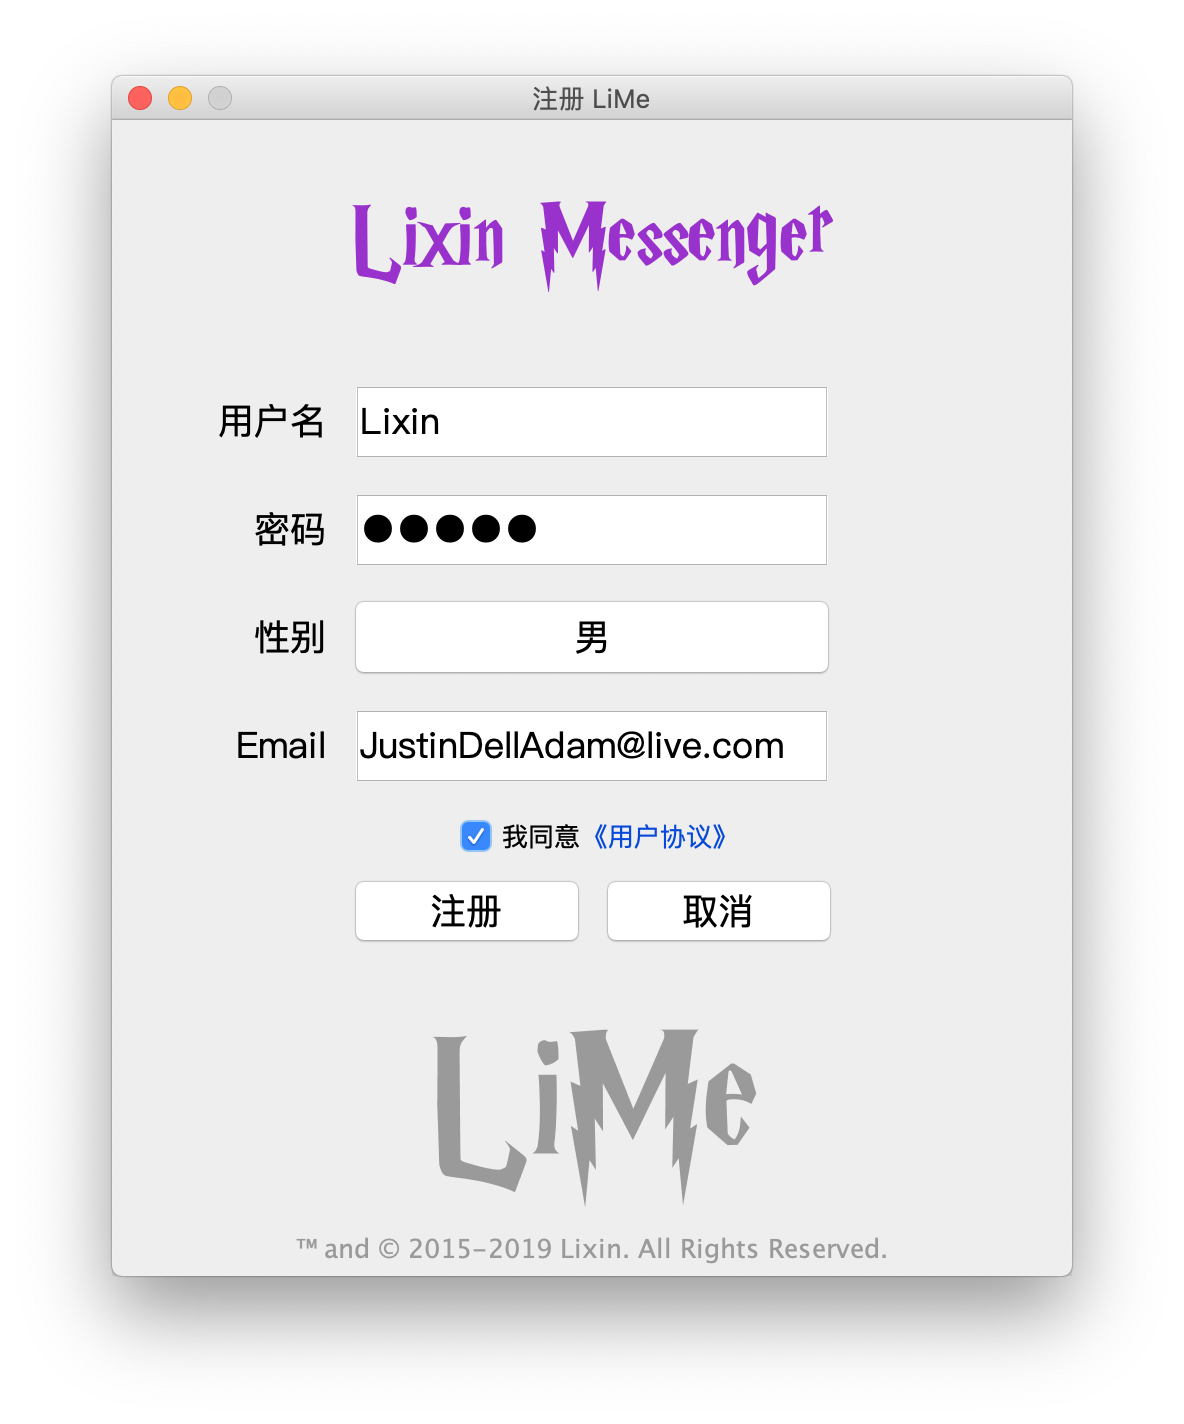 注册 LiMe
Lixin Messenger
用户名 Lixin
密码 ●●●●●
性别 男
Email JustinDellAdam@live.com
我同意《用户协议》
注册 取消
LiMe
™ and © 2015-2019 Lixin. All Rights Reserved.